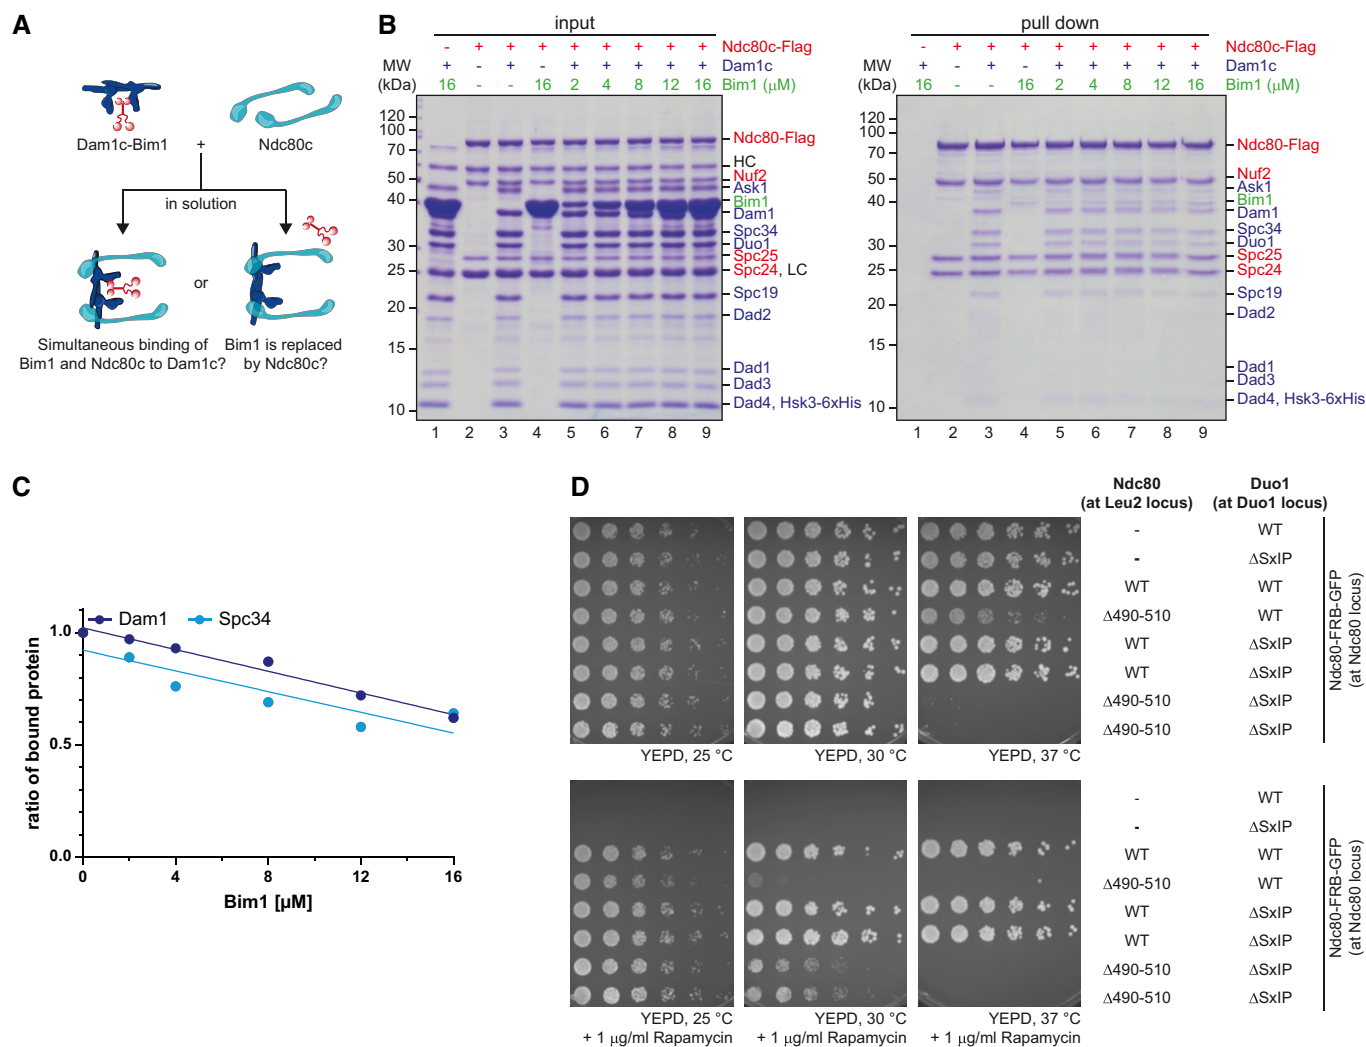 A
Dam1c-Bim1
+
Ndc80c
in solution
or
Simultaneous binding of
Bim1 and Ndc80c to Dam1c?
Bim1 is replaced
by Ndc80c?
B
input
- + + + + + + + + Ndc80c-Flag
MW + - + - + + + + + Dam1c
(kDa) 16 - - 16 2 4 8 12 16 Bim1 (μM)
120
100
70
50
40
30
25
20
15
10
Ndc80-Flag
HC
Nuf2
Ask1
Bim1
Dam1
Spc34
Duo1
Spc25
Spc24, LC
Spc19
Dad2
Dad1
Dad3
Dad4, Hsk3-6xHis
1 2 3 4 5 6 7 8 9
pull down
- + + + + + + + + Ndc80c-Flag
MW + - + - + + + + + Dam1c
(kDa) 16 - - 16 2 4 8 12 16 Bim1 (μM)
120
100
70
50
40
30
25
20
15
10
Ndc80-Flag
Nuf2
Ask1
Bim1
Dam1
Spc34
Duo1
Spc25
Spc24
Spc19
Dad2
Dad1
Dad3
Dad4, Hsk3-6xHis
1 2 3 4 5 6 7 8 9
C
Dam1 Spc34
ratio of bound protein
1.0
0.5
0.0
0 4 8 12 16
Bim1 [μM]
D
Ndc80
(at Leu2 locus)
Duo1
(at Duo1 locus)
- WT
- ΔSxIP
WT WT
Δ490-510 WT
WT ΔSxIP
WT ΔSxIP
Δ490-510 ΔSxIP
Δ490-510 ΔSxIP
Ndc80-FRB-GFP
(at Ndc80 locus)
YEPD, 25 °C
YEPD, 30 °C
YEPD, 37 °C
- WT
- ΔSxIP
WT WT
Δ490-510 WT
WT ΔSxIP
WT ΔSxIP
Δ490-510 ΔSxIP
Δ490-510 ΔSxIP
Ndc80-FRB-GFP
(at Ndc80 locus)
YEPD, 25 °C
+ 1 μg/ml Rapamycin
YEPD, 30 °C
+ 1 μg/ml Rapamycin
YEPD, 37 °C
+ 1 μg/ml Rapamycin